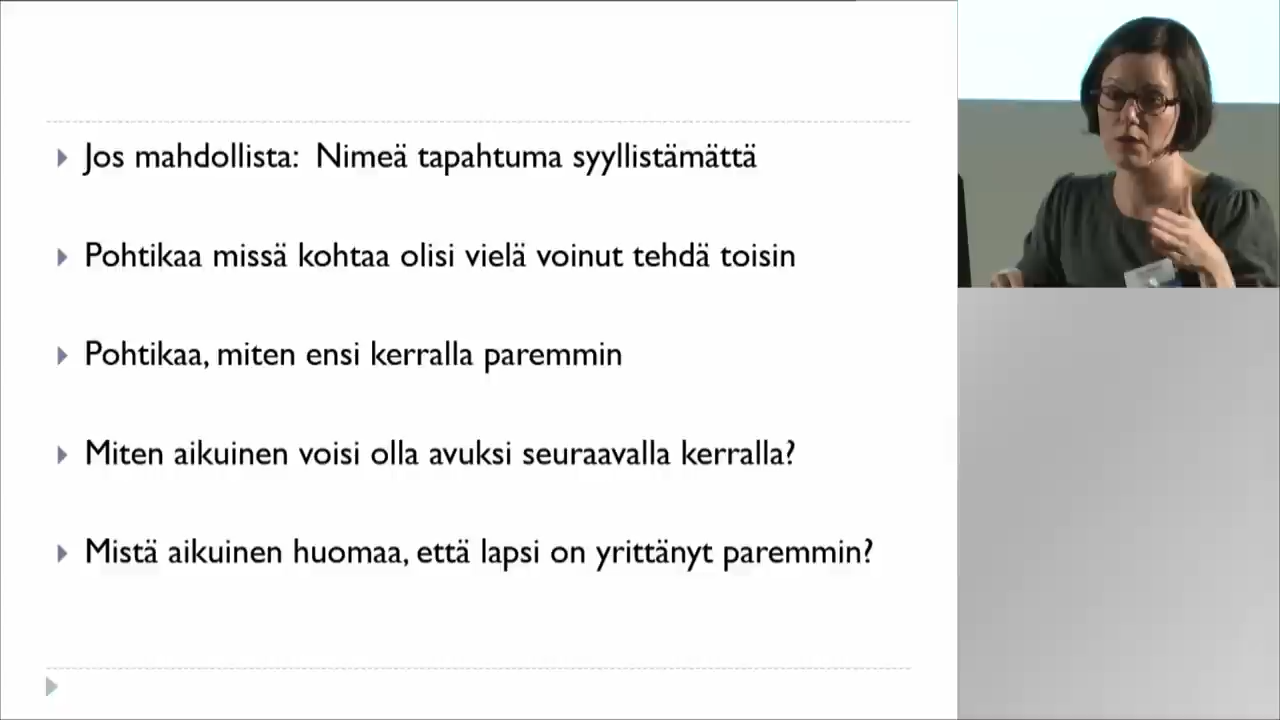 Jos mahdollista: Nimeä tapahtuma syyllistämättä
Pohtikaa missä kohtaa olisi vielä voinut tehdä toisin
Pohtikaa, miten ensi kerralla paremmin
Miten aikuinen voisi olla avuksi seuraavalla kerralla?
Mistä aikuinen huomaa, että lapsi on yrittänyt paremmin?